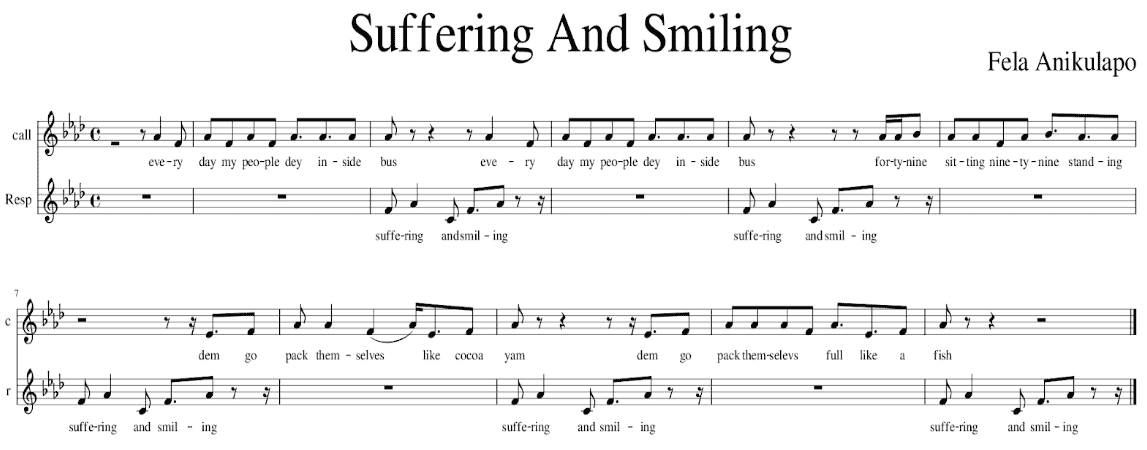 Suffering And Smiling
Fela Anikulapo
call
eve - ry day my peo-ple dey in - side bus eve - ry day my peo-ple dey in - side bus for-ty-nine sit-ting nine-ty-nine stand-ing
Resp
suffe-ring and smil - ing suffe-ring and smil - ing
7
c
dem go pack them - selves like cocoa yam dem go pack them-selevs full like a fish
r
suffe-ring and smil - ing suffe-ring and smil - ing suffe-ring and smil - ing